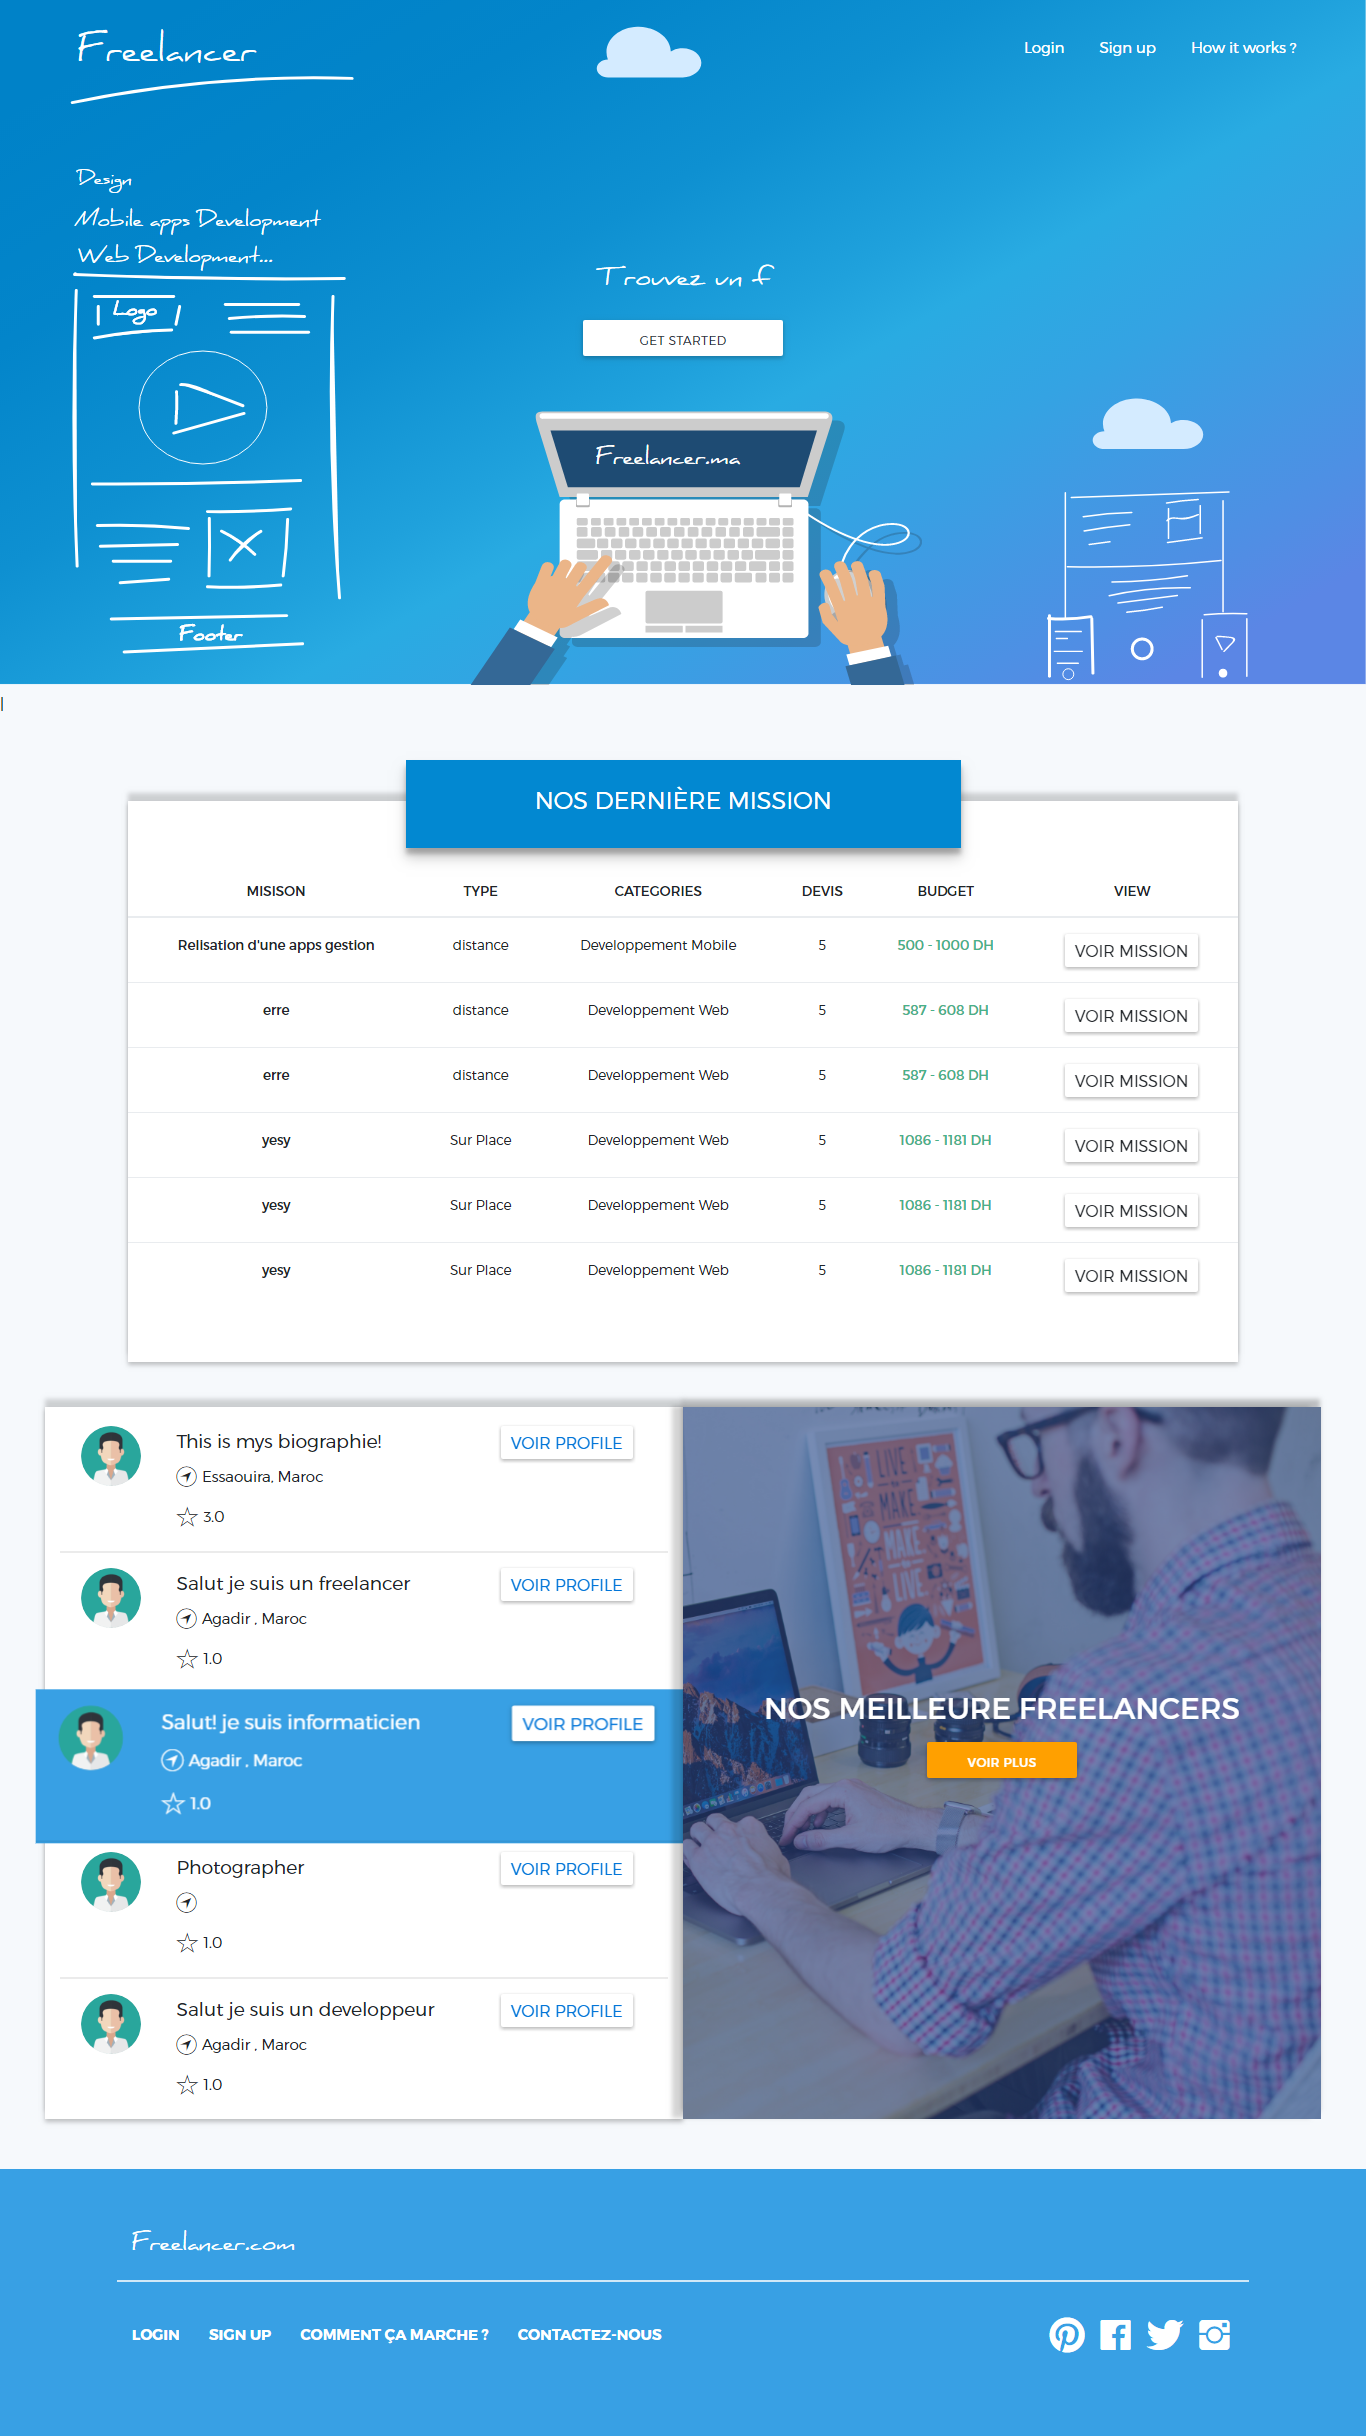 Freelancer
Login Sign up How it works ?
Design
Mobile apps Development
Web Development...
Logo
Trouvez un f
GET STARTED
Freelancer.ma
Footer
NOS DERNIÈRE MISSION
MISISON TYPE CATEGORIES DEVIS BUDGET VIEW
Relisation d'une apps gestion distance Developpement Mobile 5 500 - 1000 DH VOIR MISSION
erre distance Developpement Web 5 587 - 608 DH VOIR MISSION
erre distance Developpement Web 5 587 - 608 DH VOIR MISSION
yesy Sur Place Developpement Web 5 1086 - 1181 DH VOIR MISSION
yesy Sur Place Developpement Web 5 1086 - 1181 DH VOIR MISSION
yesy Sur Place Developpement Web 5 1086 - 1181 DH VOIR MISSION
This is mys biographie! VOIR PROFILE
Essaouira, Maroc
3.0
Salut je suis un freelancer VOIR PROFILE
Agadir , Maroc
1.0
Salut! je suis informaticien VOIR PROFILE
Agadir , Maroc
1.0
Photographer VOIR PROFILE
1.0
Salut je suis un developpeur VOIR PROFILE
Agadir , Maroc
1.0
LIVE
MAKE
MAKE
LIVE
NOS MEILLEURE FREELANCERS
VOIR PLUS
Freelancer.com
LOGIN SIGN UP COMMENT ÇA MARCHE ? CONTACTEZ-NOUS